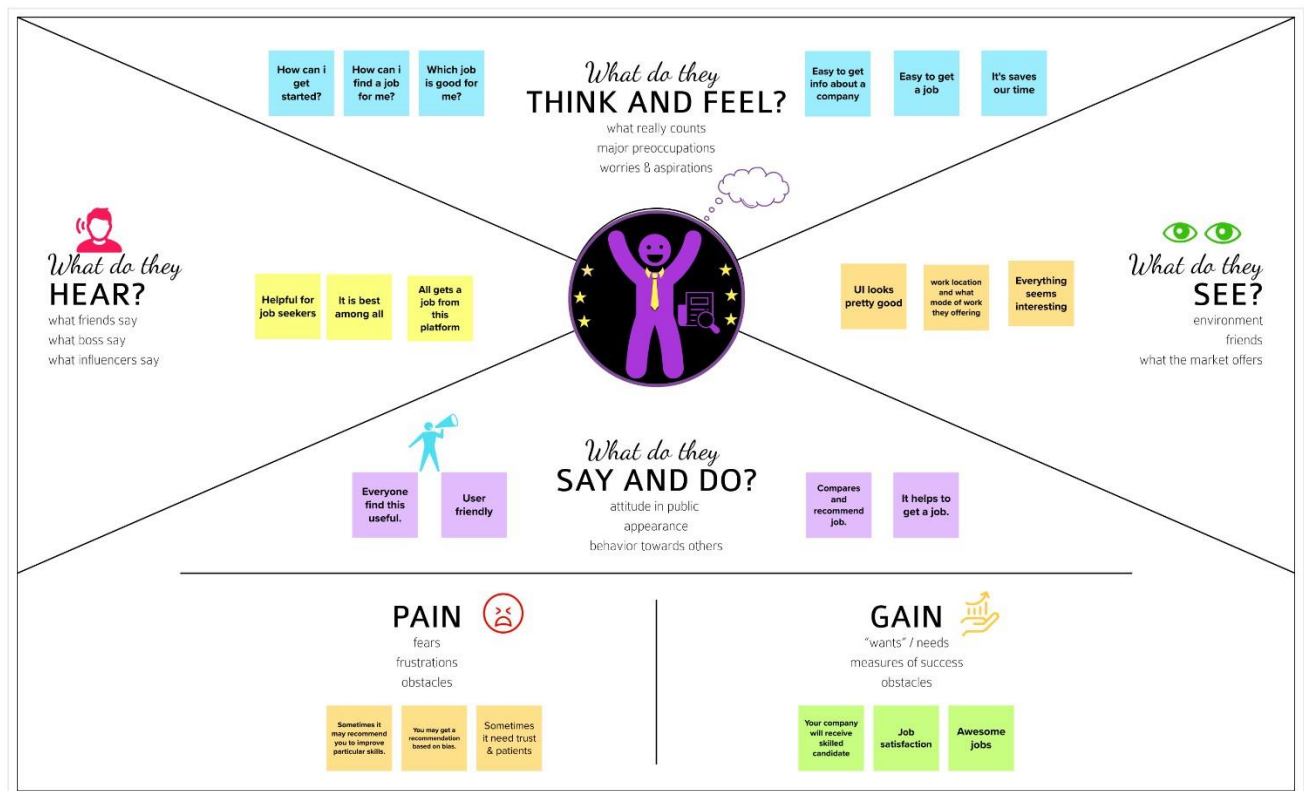 How can i
get
started?
How can i
find a job
for me?
Which job
is good for
me?
What do they
THINK AND FEEL?
what really counts
major preoccupations
worries & aspirations
Easy to get
info about a
company
Easy to get
a job
It's saves
our time
What do they
HEAR?
what friends say
what boss say
what influencers say
Helpful for
job seekers
It is best
among all
All gets a
job from
this
platform
UI looks
pretty good
work location
and what
mode of work
they offering
Everything
seems
interesting
What do they
SEE?
environment
friends
what the market offers
Everyone
find this
useful.
User
friendly
What do they
SAY AND DO?
attitude in public
appearance
behavior towards others
Compares
and
recommend
job.
It helps to
get a job.
PAIN
fears
frustrations
obstacles
Sometimes it
may recommend
you to improve
particular skills.
You may get a
recommendation
based on bias.
Sometimes
it need trust
& patients
GAIN
“wants” / needs
measures of success
obstacles
Your company
will receive
skilled
candidate
Job
satisfaction
Awesome
jobs